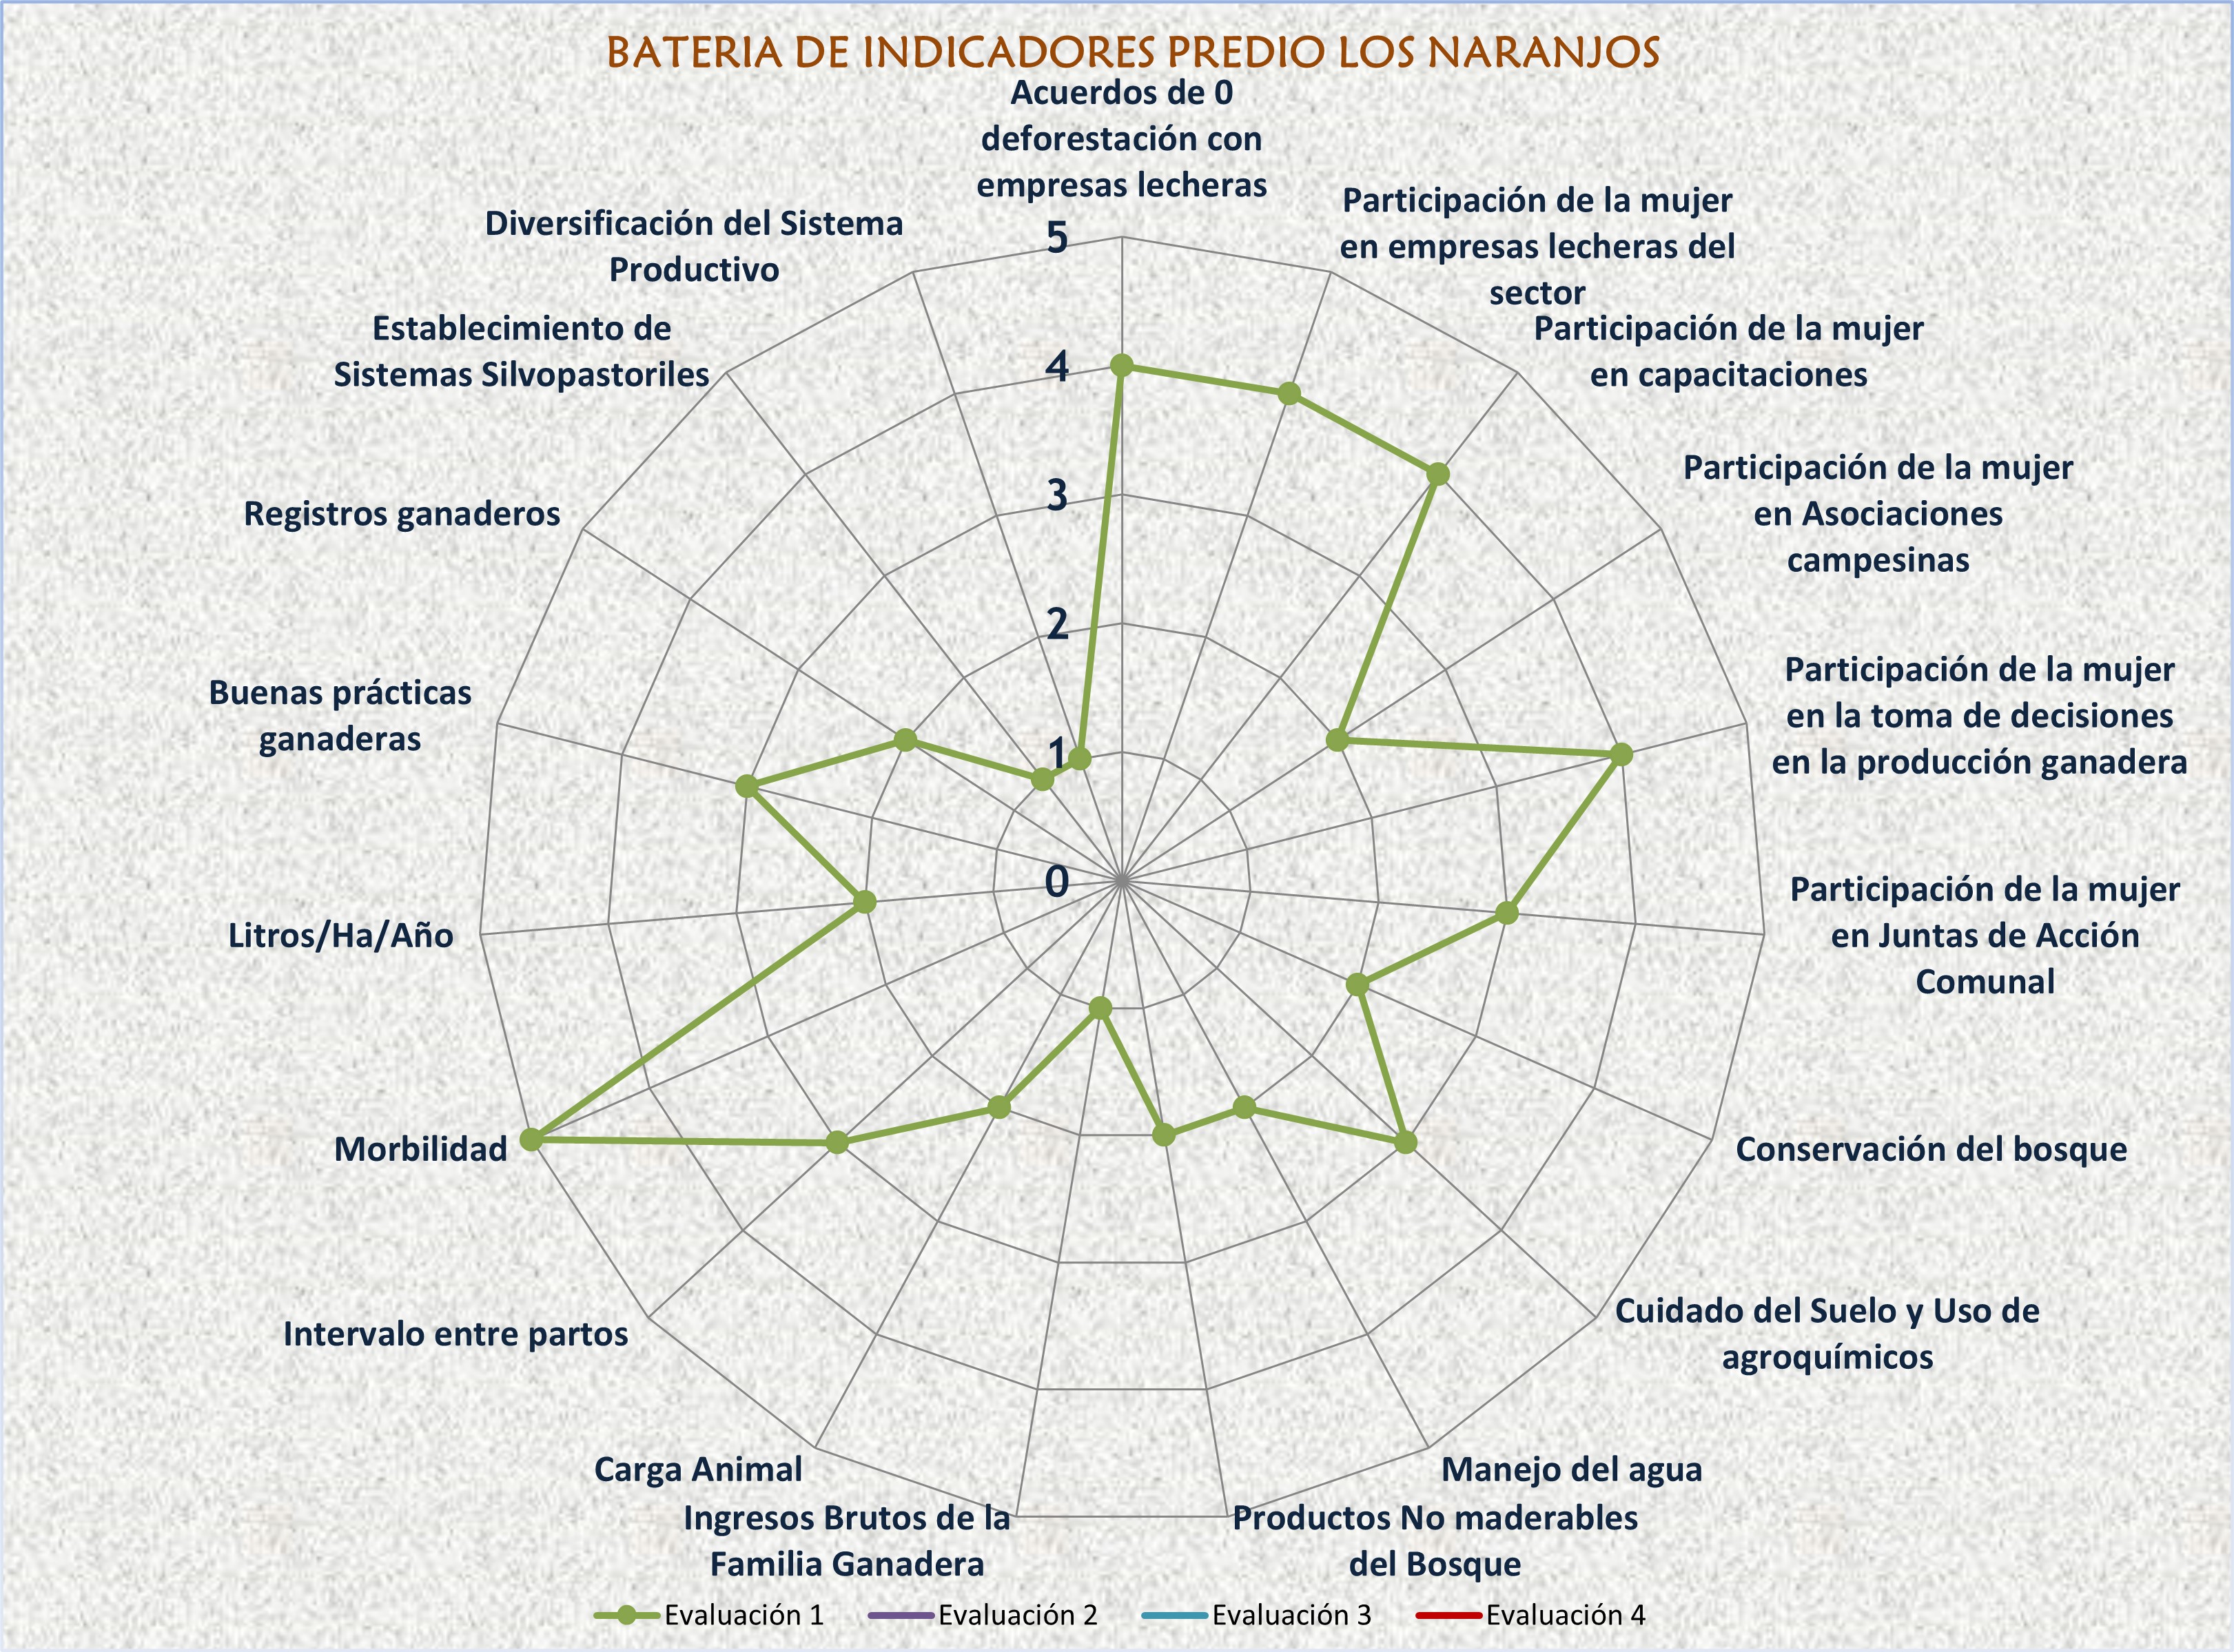 BATERIA DE INDICADORES PREDIO LOS NARANJOS
Acuerdos de 0
deforestación con
empresas lecheras
Participación de la mujer
en empresas lecheras del
sector
Participación de la mujer
en capacitaciones
Participación de la mujer
en Asociaciones
campesinas
Participación de la mujer
en la toma de decisiones
en la producción ganadera
Participación de la mujer
en Juntas de Acción
Comunal
Conservación del bosque
Cuidado del Suelo y Uso de
agroquímicos
Manejo del agua
Productos No maderables
del Bosque
Ingresos Brutos de la
Familia Ganadera
Carga Animal
Intervalo entre partos
Morbilidad
Litros/Ha/Año
Buenas prácticas
ganaderas
Registros ganaderos
Establecimiento de
Sistemas Silvopastoriles
Diversificación del Sistema
Productivo
5
4
3
2
1
0
Evaluación 1
Evaluación 2
Evaluación 3
Evaluación 4